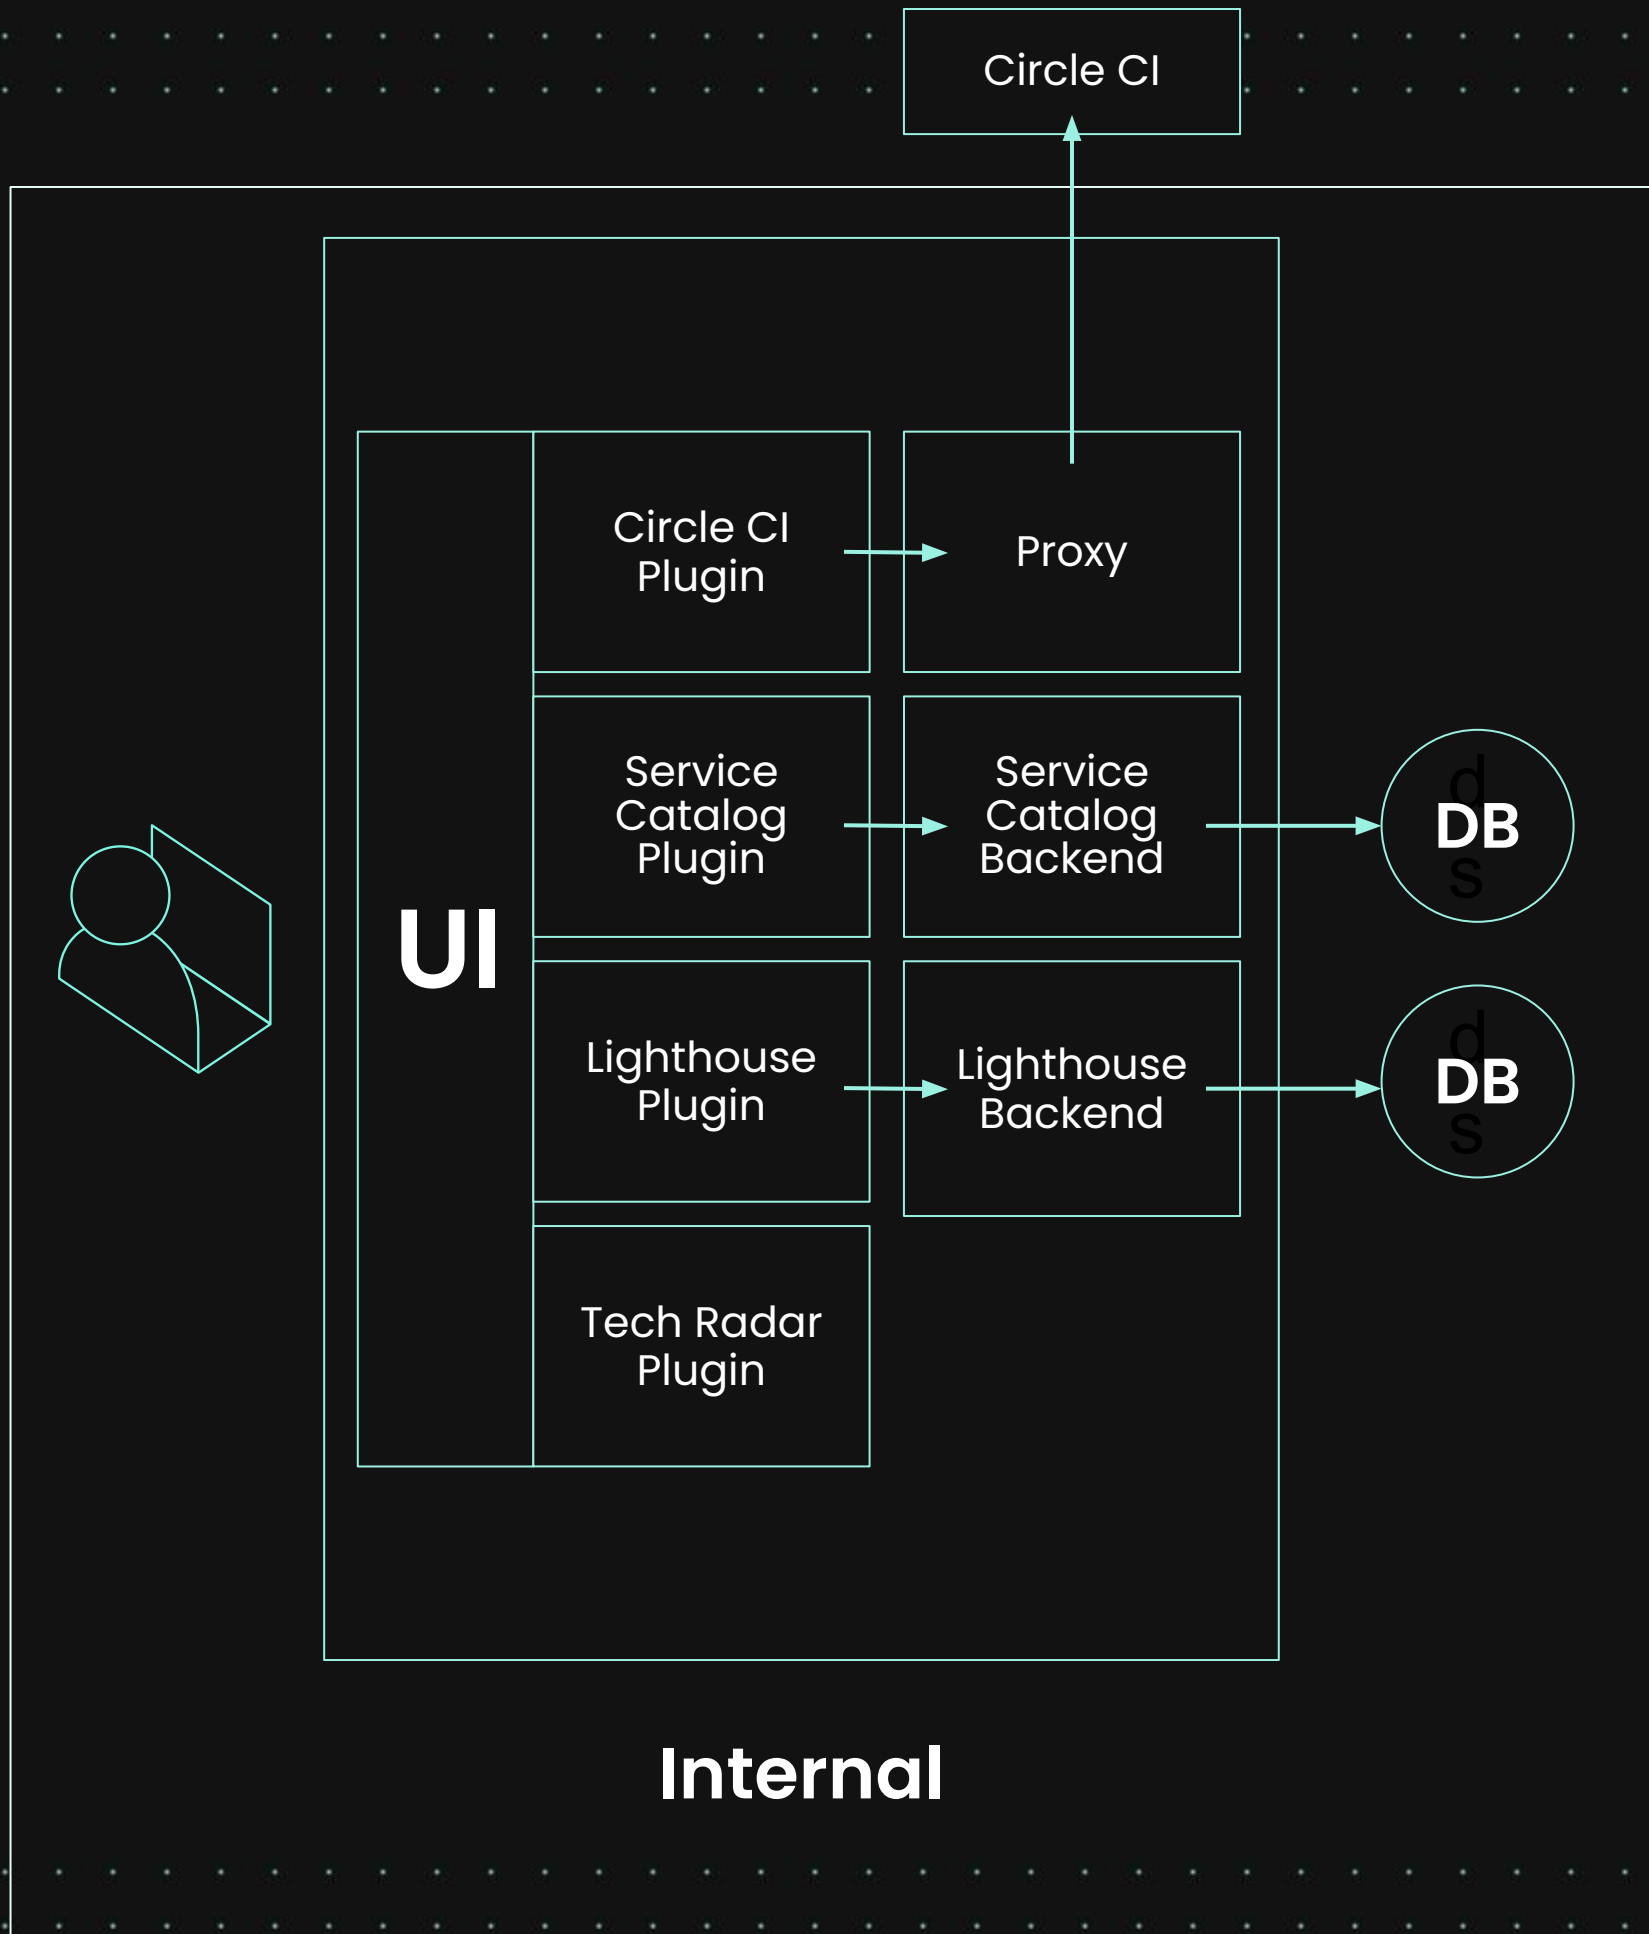 Circle CI
Circle CI
Plugin
Proxy
Service
Catalog
Plugin
Service
Catalog
Backend
d
DB
s
UI
Lighthouse
Plugin
Lighthouse
Backend
d
DB
s
Tech Radar
Plugin
Internal